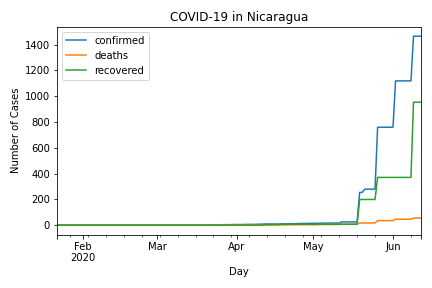 COVID-19 in Nicaragua
confirmed
deaths
recovered
Number of Cases
1400
1200
1000
800
600
400
200
0
Feb
2020
Mar
Apr
May
Jun
Day